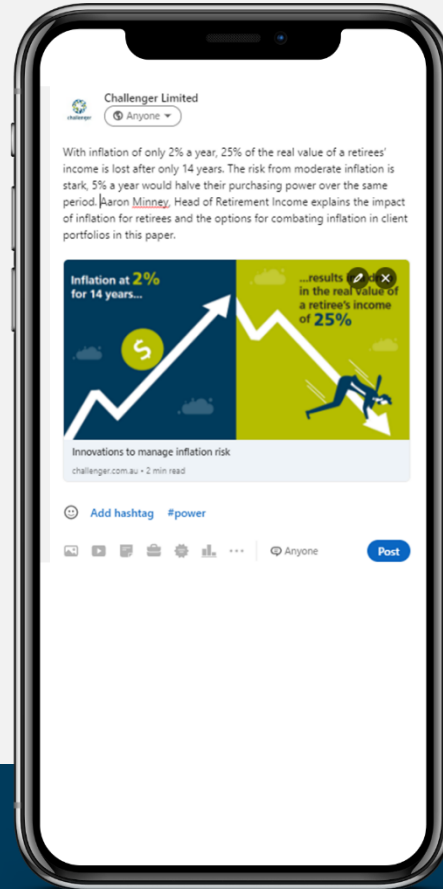 Challenger Limited
challenger
Anyone
With inflation of only 2% a year, 25% of the real value of a retirees'
income is lost after only 14 years. The risk from moderate inflation is
stark, 5% a year would halve their purchasing power over the same
period. Aaron Minney, Head of Retirement Income explains the impact
of inflation for retirees and the options for combating inflation in client
portfolios in this paper.
Inflation at 2%
for 14 years...
$
...results
in the real value of
a retiree's income
of 25%
Innovations to manage inflation risk
challenger.com.au • 2 min read
Add hashtag #power
Anyone
Post